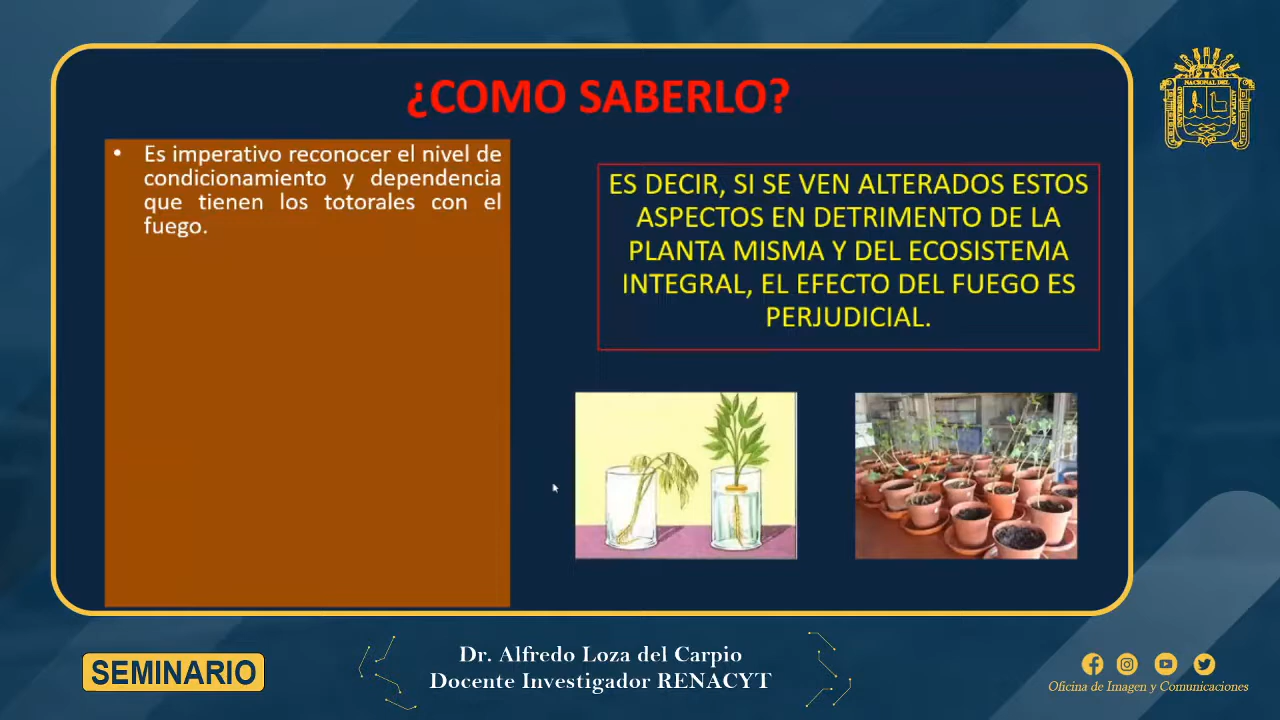 ¿COMO SABERLO?
• Es imperativo reconocer el nivel de
condicionamiento y dependencia
que tienen los totorales con el
fuego.
ES DECIR, SI SE VEN ALTERADOS ESTOS
ASPECTOS EN DETRIMENTO DE LA
PLANTA MISMA Y DEL ECOSISTEMA
INTEGRAL, EL EFECTO DEL FUEGO ES
PERJUDICIAL.
SEMINARIO
Dr. Alfredo Loza del Carpio
Docente Investigador RENACYT
Oficina de Imagen y Comunicaciones
NACIONAL DEL